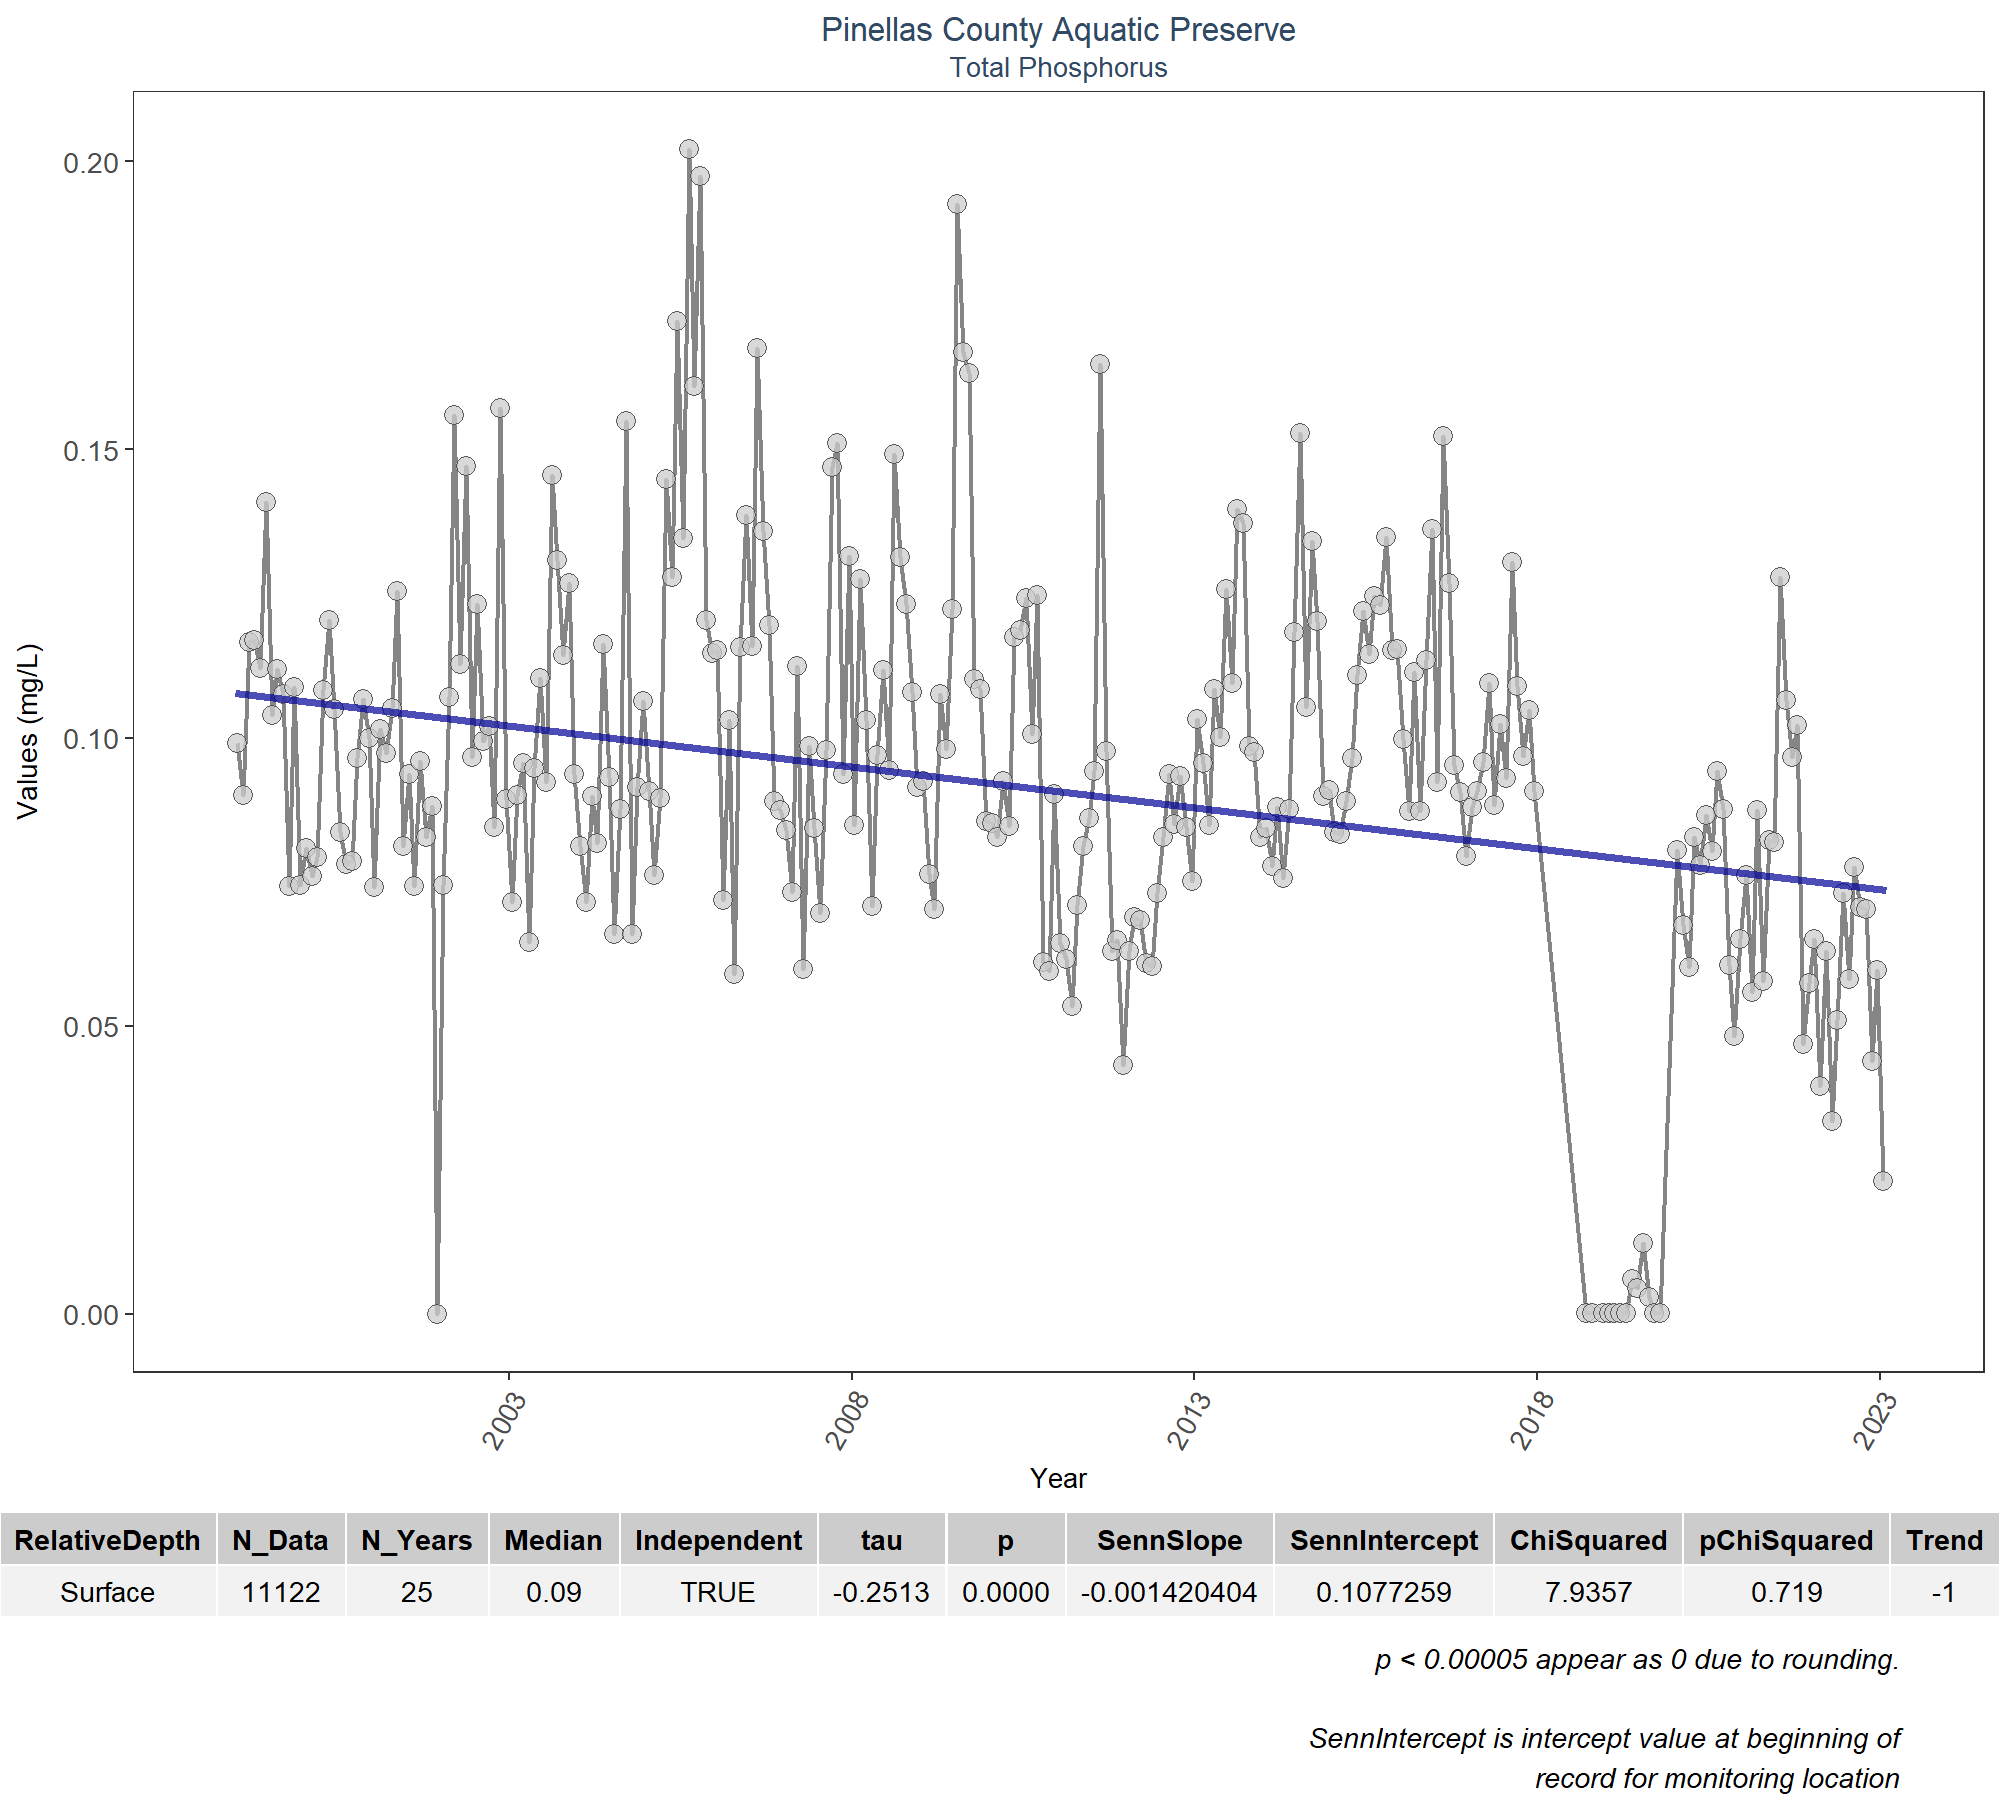 Pinellas County Aquatic Preserve
Total Phosphorus
Values (mg/L)
0.20
0.15
0.10
0.05
0.00
2003 2008 2013 2018 2023
Year
RelativeDepth N_Data N_Years Median Independent tau p SennSlope SennIntercept ChiSquared pChiSquared Trend
Surface 11122 25 0.09 TRUE -0.2513 0.0000 -0.001420404 0.1077259 7.9357 0.719 -1
p < 0.00005 appear as 0 due to rounding.
SennIntercept is intercept value at beginning of
record for monitoring location